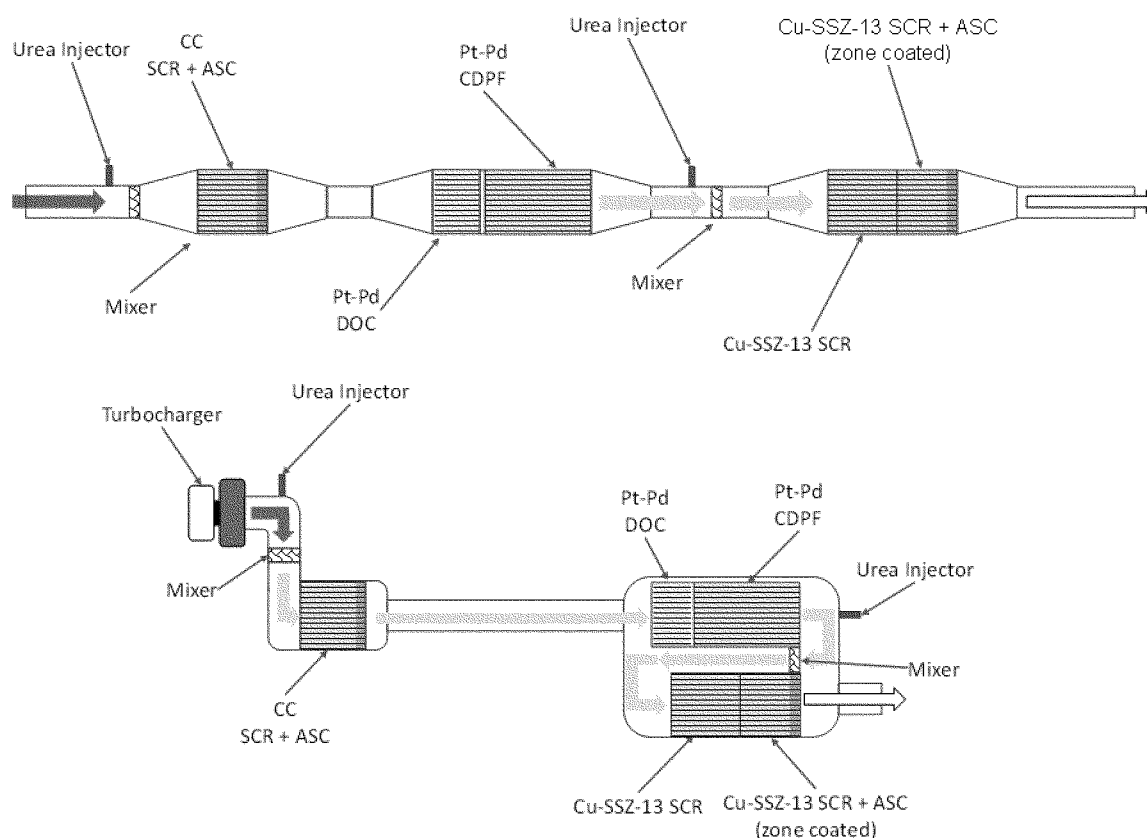 Urea Injector
CC
SCR + ASC
Pt-Pd
CDPF
Urea Injector
Cu-SSZ-13 SCR + ASC
(zone coated)
Mixer
Pt-Pd
DOC
Mixer
Cu-SSZ-13 SCR
Turbocharger
Urea Injector
Mixer
CC
SCR + ASC
Pt-Pd
DOC
Pt-Pd
CDPF
Urea Injector
Mixer
Cu-SSZ-13 SCR
Cu-SSZ-13 SCR + ASC
(zone coated)